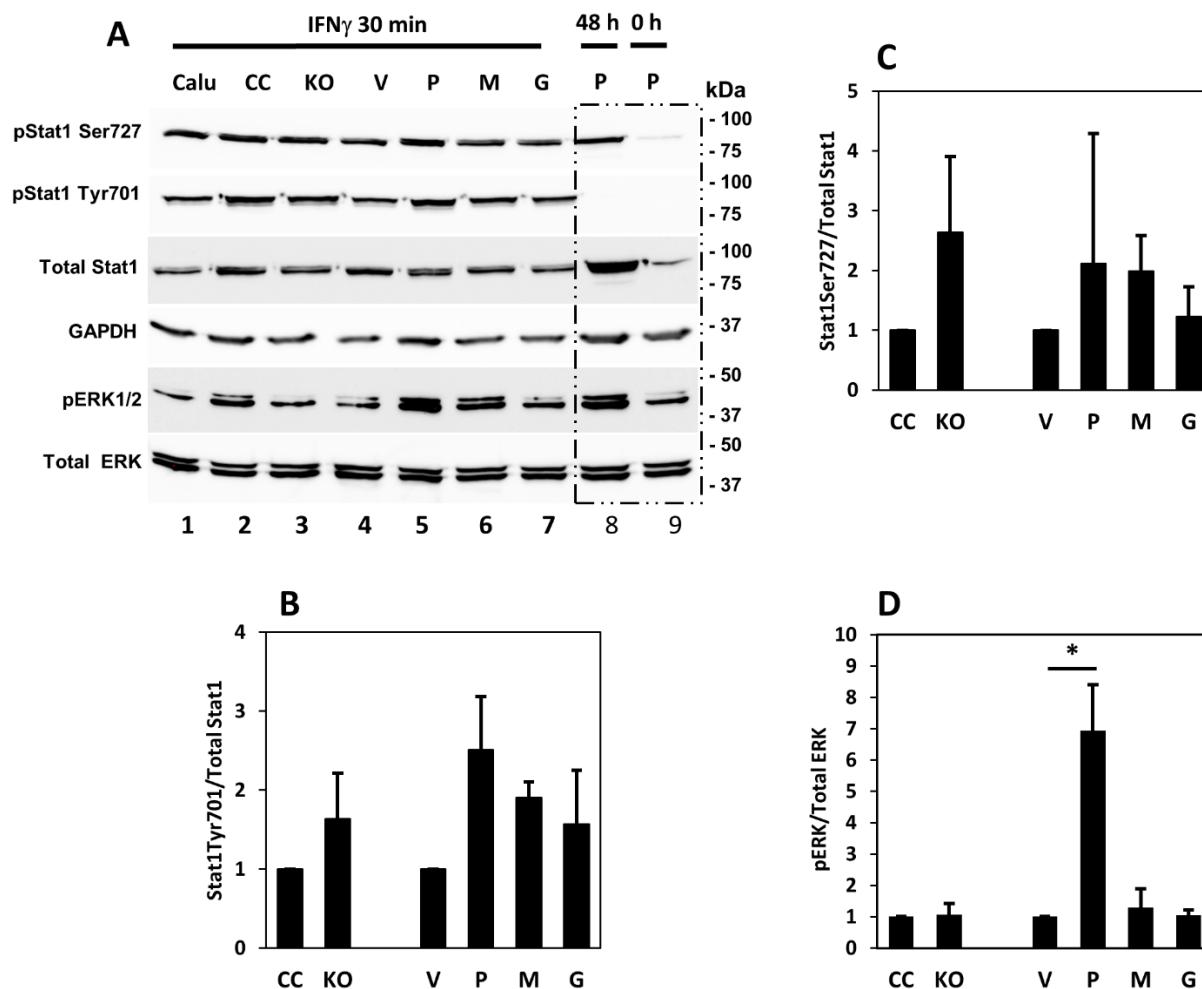 A
IFNγ 30 min
48 h 0 h
Calu CC KO V P M G P P
kDa
pStat1 Ser727
- 100
- 75
pStat1 Tyr701
- 100
- 75
Total Stat1
- 100
- 75
GAPDH
- 37
pERK1/2
- 50
- 37
Total ERK
- 50
- 37
1 2 3 4 5 6 7 8 9
C
Stat1Ser727/Total Stat1
5
4
3
2
1
0
CC KO V P M G
B
Stat1Tyr701/Total Stat1
4
3
2
1
0
CC KO V P M G
D
pERK/Total ERK
10
9
8
7
6
5
4
3
2
1
0
*
CC KO V P M G